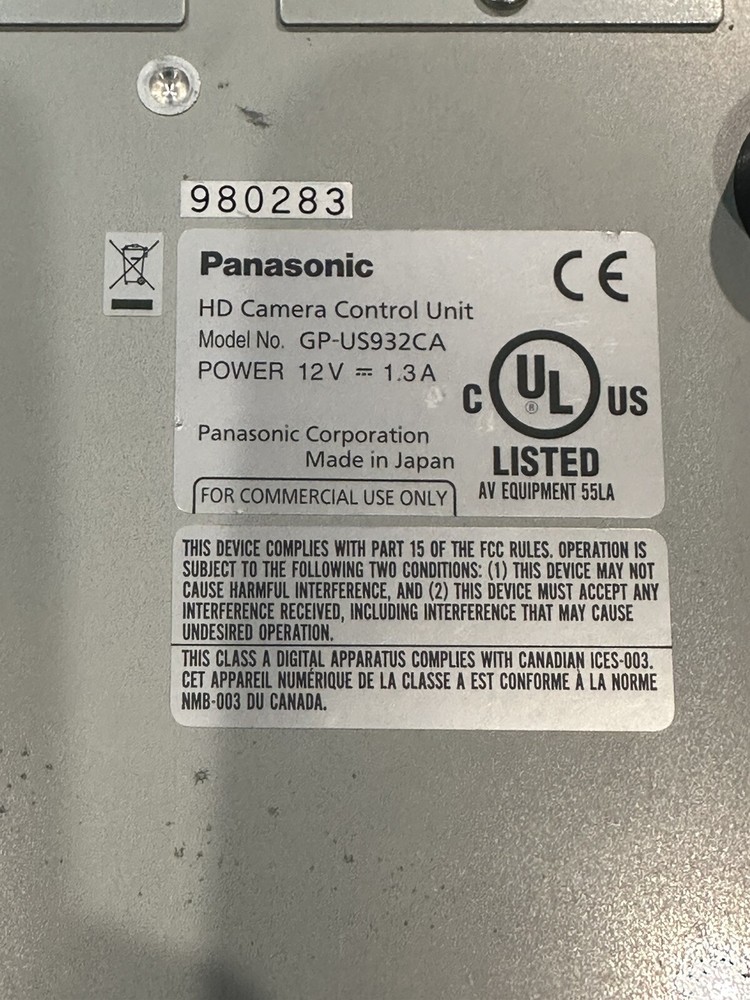 980283
Panasonic
CE
HD Camera Control Unit
Model No. GP-US932CA
POWER 12V ⎓ 1.3A
C UL ® US
LISTED
AV EQUIPMENT 55LA
Panasonic Corporation
Made in Japan
FOR COMMERCIAL USE ONLY
THIS DEVICE COMPLIES WITH PART 15 OF THE FCC RULES. OPERATION IS
SUBJECT TO THE FOLLOWING TWO CONDITIONS: (1) THIS DEVICE MAY NOT
CAUSE HARMFUL INTERFERENCE, AND (2) THIS DEVICE MUST ACCEPT ANY
INTERFERENCE RECEIVED, INCLUDING INTERFERENCE THAT MAY CAUSE
UNDESIRED OPERATION.
THIS CLASS A DIGITAL APPARATUS COMPLIES WITH CANADIAN ICES-003.
CET APPAREIL NUMÉRIQUE DE LA CLASSE A EST CONFORME À LA NORME
NMB-003 DU CANADA.